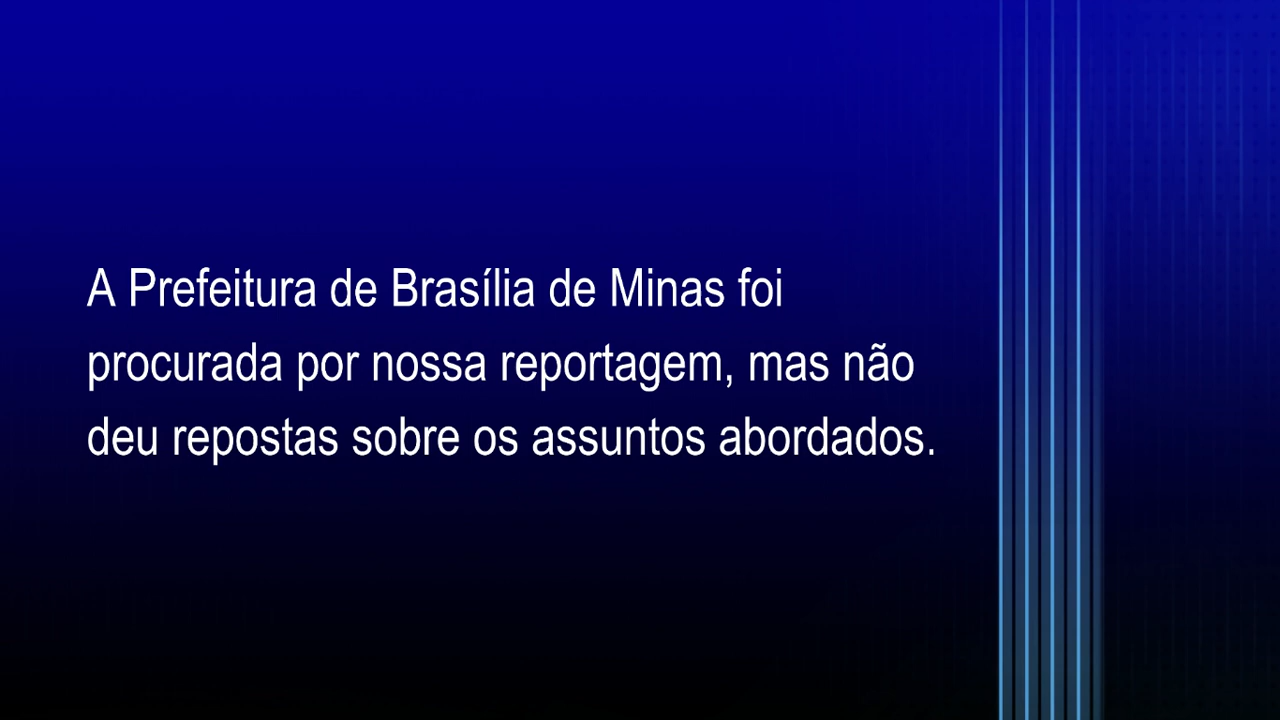 A Prefeitura de Brasília de Minas foi
procurada por nossa reportagem, mas não
deu repostas sobre os assuntos abordados.